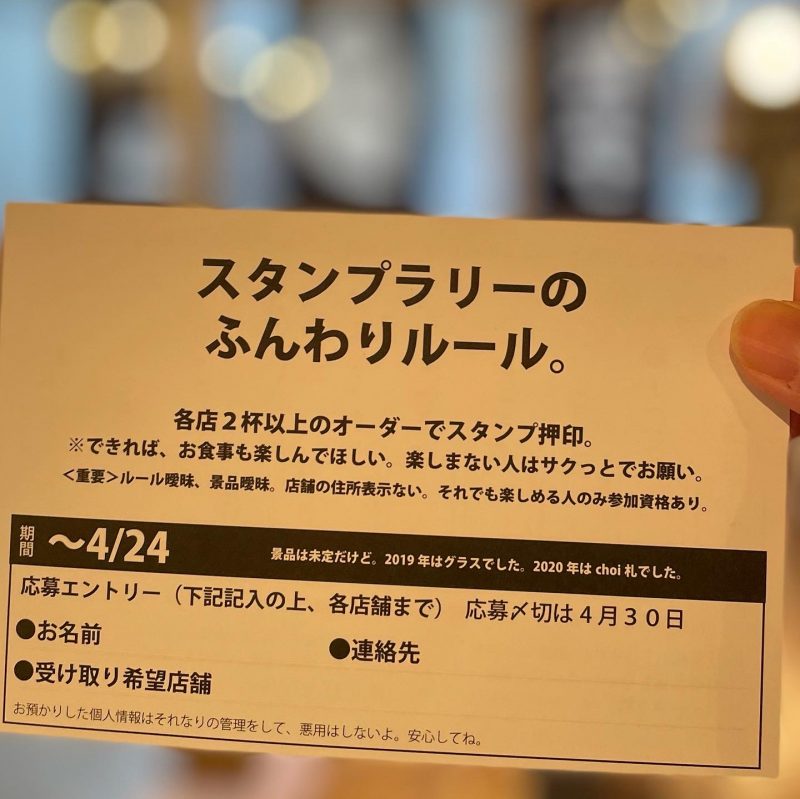 スタンプラリーの
ふんわりルール。
各店２杯以上のオーダーでスタンプ押印。
※できれば、お食事も楽しんでほしい。楽しまない人はサクっとでお願い。
＜重要＞ルール曖昧、景品曖昧。店舗の住所表示ない。それでも楽しめる人のみ参加資格あり。
期間 〜4/24 景品は未定だけど。2019年はグラスでした。2020年はchoi札でした。
応募エントリー（下記記入の上、各店舗まで） 応募〆切は４月３０日
●お名前 ●連絡先
●受け取り希望店舗
お預かりした個人情報はそれなりの管理をして、悪用はしないよ。安心してね。